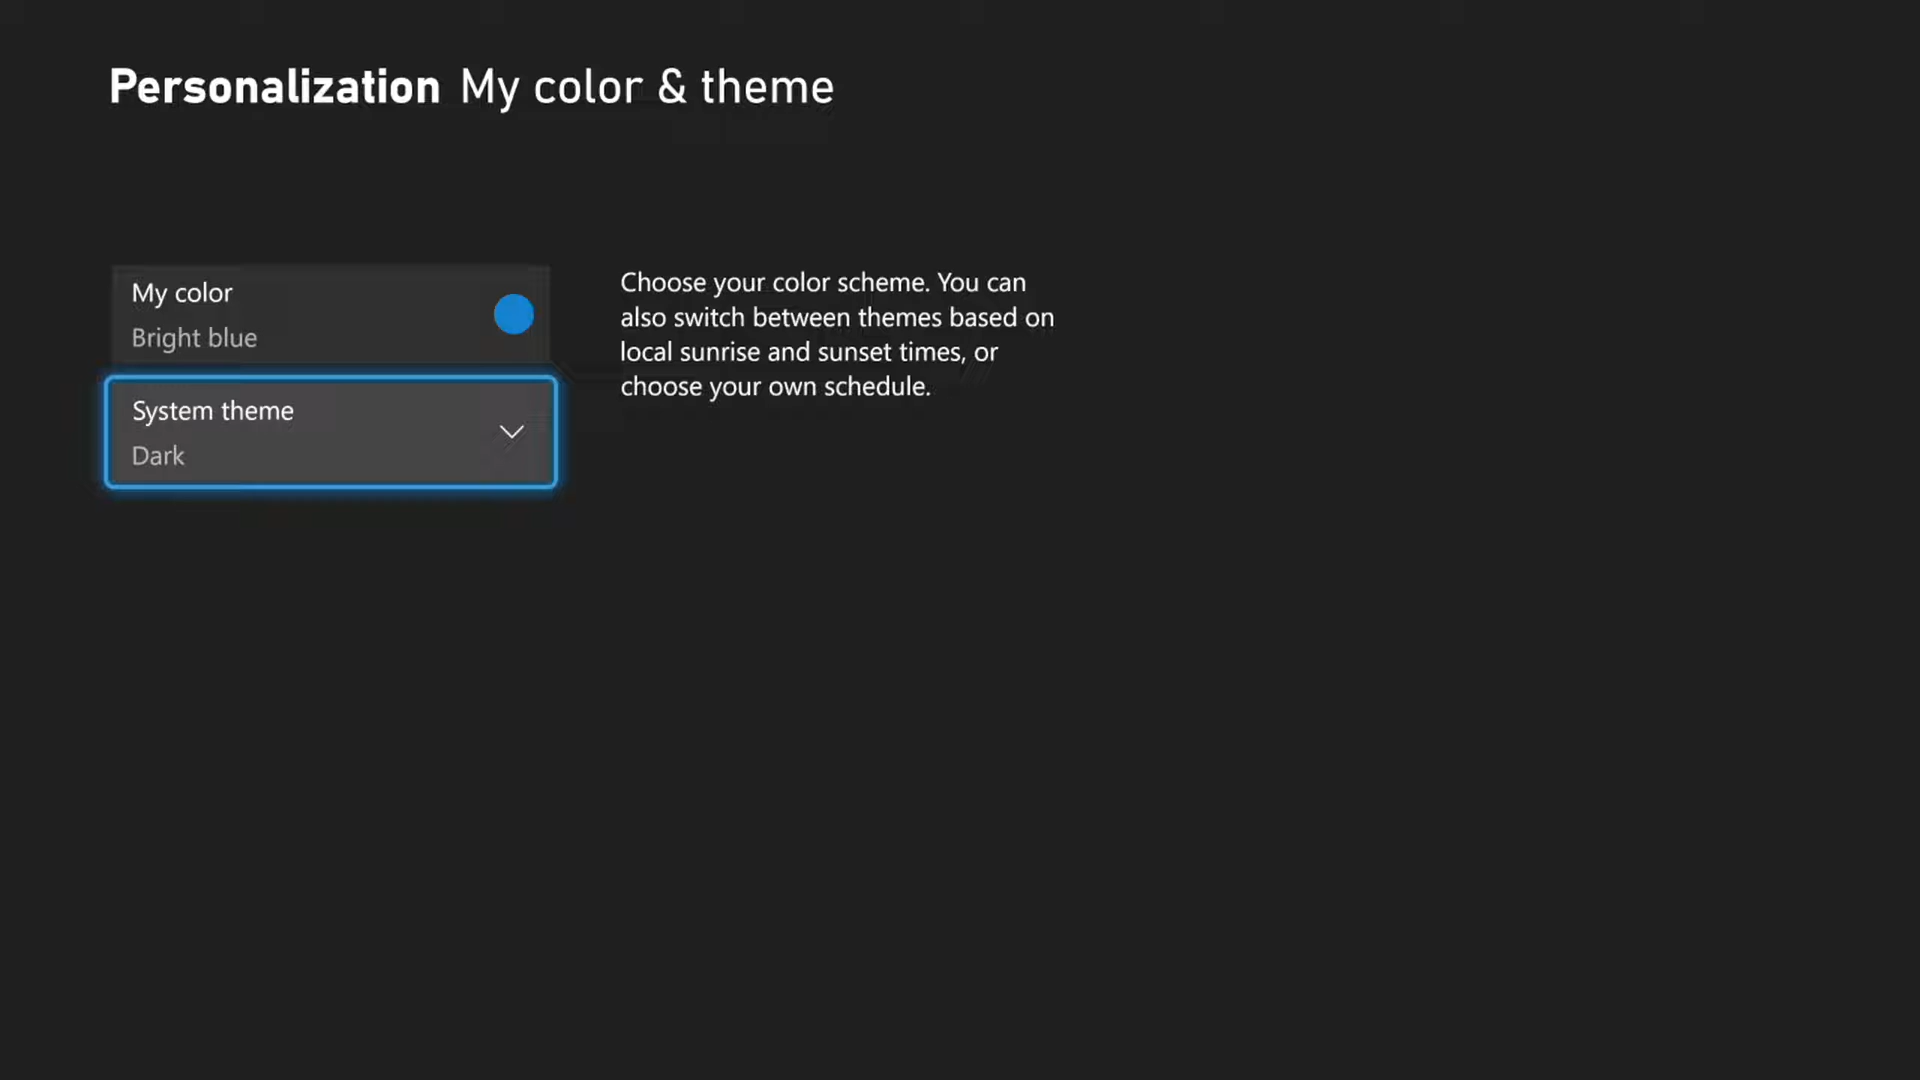 Personalization My color & theme
My color
Bright blue
System theme
Dark
Choose your color scheme. You can
also switch between themes based on
local sunrise and sunset times, or
choose your own schedule.